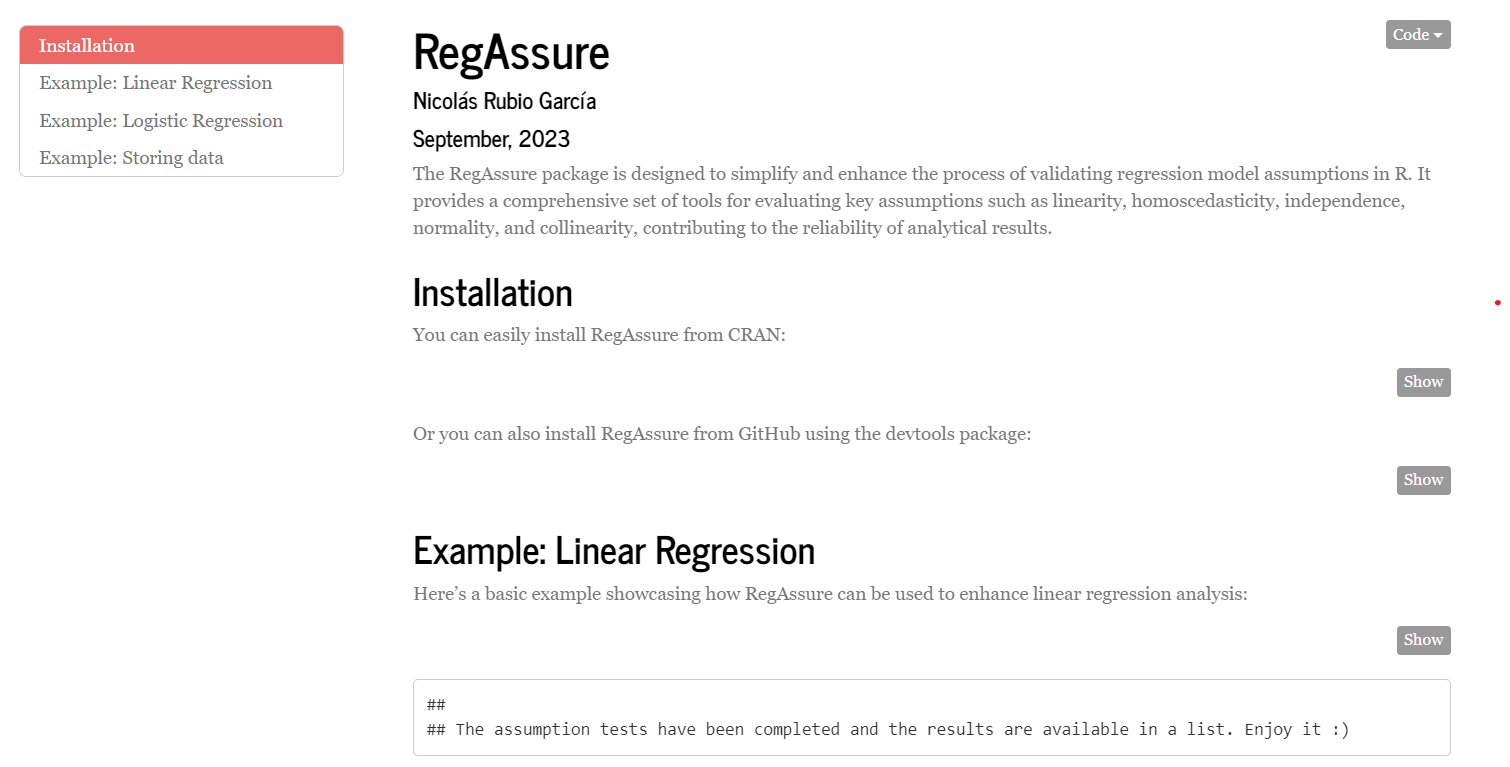 Installation
Example: Linear Regression
Example: Logistic Regression
Example: Storing data
Code
RegAssure
Nicolás Rubio García
September, 2023
The RegAssure package is designed to simplify and enhance the process of validating regression model assumptions in R. It
provides a comprehensive set of tools for evaluating key assumptions such as linearity, homoscedasticity, independence,
normality, and collinearity, contributing to the reliability of analytical results.
Installation
You can easily install RegAssure from CRAN:
Show
Or you can also install RegAssure from GitHub using the devtools package:
Show
Example: Linear Regression
Here’s a basic example showcasing how RegAssure can be used to enhance linear regression analysis:
Show
##
## The assumption tests have been completed and the results are available in a list. Enjoy it :)